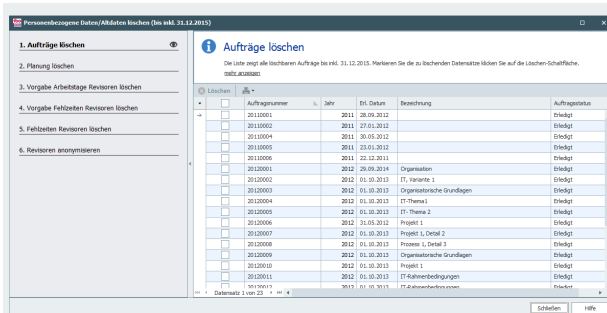 Personenbezogene Daten/Altdaten löschen (bis inkl. 31.12.2015)
1. Aufträge löschen
2. Planung löschen
3. Vorgabe Arbeitstage Revisoren löschen
4. Vorgabe Fehlzeiten Revisoren löschen
5. Fehlzeiten Revisoren löschen
6. Revisoren anonymisieren
Aufträge löschen
Die Liste zeigt alle löschbaren Aufträge bis inkl. 31.12.2015. Markieren Sie die zu löschenden Datensätze klicken Sie auf die Löschen-Schaltfläche.
mehr anzeigen
Löschen
Auftragsnummer Jahr Erl. Datum Bezeichnung Auftragsstatus
20110001 2011 28.09.2012 Erledigt
20110002 2011 27.01.2012 Erledigt
20110004 2011 30.05.2012 Erledigt
20110005 2011 23.01.2012 Erledigt
20110006 2011 22.12.2011 Erledigt
20120001 2012 29.09.2014 Organisation Erledigt
20120002 2012 01.10.2013 IT, Variante 1 Erledigt
20120003 2012 01.10.2013 Organisatorische Grundlagen Erledigt
20120004 2012 01.10.2013 IT-Thema1 Erledigt
20120005 2012 01.10.2013 IT- Thema 2 Erledigt
20120006 2012 31.05.2012 Projekt 1 Erledigt
20120007 2012 01.10.2013 Projekt 1, Detail 2 Erledigt
20120008 2012 01.10.2013 Prozess 1, Detail 3 Erledigt
20120009 2012 01.10.2013 Organisatorische Grundlagen Erledigt
20120010 2012 01.10.2013 Projekt 1 Erledigt
20120011 2012 01.10.2013 IT-Rahmenbedingungen Erledigt
20120012 2012 01.10.2013 IT-Rahmenbedingungen Erledigt
Datensatz 1 von 23
Schließen Hilfe